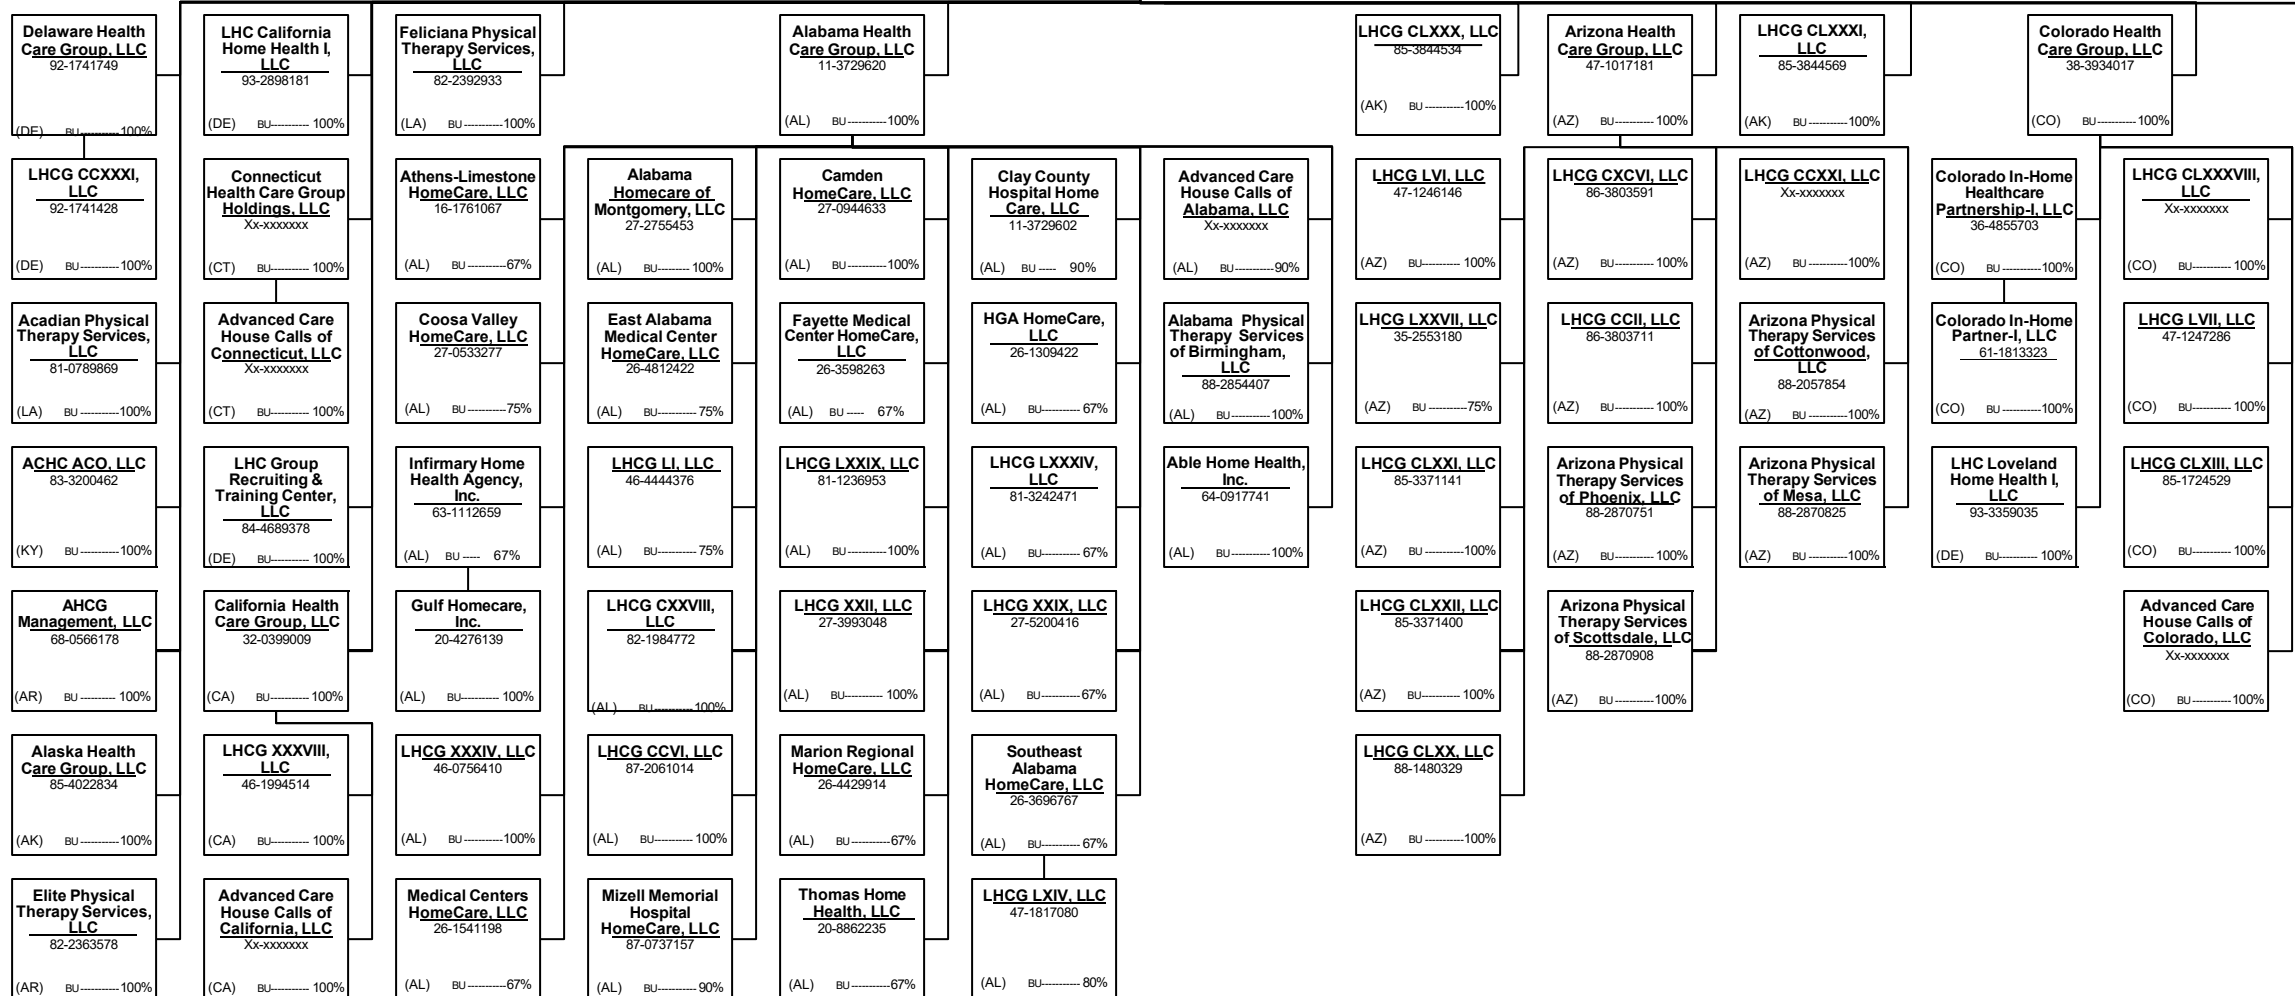 Delaware Health
Care Group, LLC
92-1741749
(DE) BU-----------100%
LHC California
Home Health I,
LLC
93-2898181
(DE) BU----------- 100%
Feliciana Physical
Therapy Services,
LLC
82-2392933
(LA) BU -----------100%
Alabama Health
Care Group, LLC
11-3729620
(AL) BU -----------100%
LHCG CLXXX, LLC
85-3844534
(AK) BU -----------100%
Arizona Health
Care Group, LLC
47-1017181
(AZ) BU----------- 100%
LHCG CLXXXI,
LLC
85-3844569
(AK) BU -----------100%
Colorado Health
Care Group, LLC
38-3934017
(CO) BU -----------100%
LHCG CCXXXI,
LLC
92-1741428
(DE) BU-----------100%
Connecticut
Health Care Group
Holdings, LLC
Xx-xxxxxxx
(CT) BU----------- 100%
Athens-Limestone
HomeCare, LLC
16-1761067
(AL) BU -----------67%
Alabama
Homecare of
Montgomery, LLC
27-2755453
(AL) BU--------- 100%
Camden
HomeCare, LLC
27-0944633
(AL) BU-----------100%
Clay County
Hospital Home
Care, LLC
11-3729602
(AL) BU ----- 90%
Advanced Care
House Calls of
Alabama, LLC
Xx-xxxxxxx
(AL) BU-----------90%
LHCG LVI, LLC
47-1246146
(AZ) BU----------- 100%
LHCG CXCVI, LLC
86-3803591
(AZ) BU----------- 100%
LHCG CCXXI, LLC
Xx-xxxxxxx
(AZ) BU----------- 100%
Colorado In-Home
Healthcare
Partnership-I, LLC
36-4855703
(CO) BU -----------100%
LHCG CLXXXVIII,
LLC
Xx-xxxxxxx
(CO) BU----------- 100%
Acadian Physical
Therapy Services,
LLC
81-0789869
(LA) BU -----------100%
Advanced Care
House Calls of
Connecticut, LLC
Xx-xxxxxxx
(CT) BU----------- 100%
Coosa Valley
HomeCare, LLC
27-0533277
(AL) BU -----------75%
East Alabama
Medical Center
HomeCare, LLC
26-4812422
(AL) BU----------- 75%
Fayette Medical
Center HomeCare,
LLC
26-3598263
(AL) BU ----- 67%
HGA HomeCare,
LLC
26-1309422
(AL) BU----------- 67%
Alabama Physical
Therapy Services
of Birmingham,
LLC
88-2854407
(AL) BU -----------100%
LHCG LXXVII, LLC
35-2553180
(AZ) BU -----------75%
LHCG CCII, LLC
86-3803711
(AZ) BU----------- 100%
Arizona Physical
Therapy Services
of Cottonwood,
LLC
88-2057854
(AZ) BU -----------100%
Colorado In-Home
Partner-I, LLC
61-1813323
(CO) BU -----------100%
LHCG LVII, LLC
47-1247286
(CO) BU----------- 100%
ACHC ACO, LLC
83-3200462
(KY) BU-----------100%
LHC Group
Recruiting &
Training Center,
LLC
84-4689378
(DE) BU----------- 100%
Infirmary Home
Health Agency,
Inc.
63-1112659
(AL) BU ----- 67%
LHCG LI, LLC
46-4444376
(AL) BU----------- 75%
LHCG LXXIX, LLC
81-1236953
(AL) BU-----------100%
LHCG LXXXIV,
LLC
81-3242471
(AL) BU----------- 67%
Able Home Health,
Inc.
64-0917741
(AL) BU -----------100%
LHCG CLXXI, LLC
85-3371141
(AZ) BU -----------100%
Arizona Physical
Therapy Services
of Phoenix, LLC
88-2870751
(AZ) BU----------- 100%
Arizona Physical
Therapy Services
of Mesa, LLC
88-2870825
(AZ) BU -----------100%
LHC Loveland
Home Health I,
LLC
93-3359035
(DE) BU----------- 100%
LHCG CLXIII, LLC
85-1724529
(CO) BU----------- 100%
AHCG
Management, LLC
68-0566178
(AR) BU ---------- 100%
California Health
Care Group, LLC
32-0399009
(CA) BU----------- 100%
Gulf Homecare,
Inc.
20-4276139
(AL) BU----------- 100%
LHCG CXXVIII,
LLC
82-1984772
(AL) BU-----------100%
LHCG XXII, LLC
27-3993048
(AL) BU----------- 100%
LHCG XXIX, LLC
27-5200416
(AL) BU-----------67%
LHCG CLXXII, LLC
85-3371400
(AZ) BU----------- 100%
Arizona Physical
Therapy Services
of Scottsdale, LLC
88-2870908
(AZ) BU -----------100%
Advanced Care
House Calls of
Colorado, LLC
Xx-xxxxxxx
(CO) BU-----------100%
Alaska Health
Care Group, LLC
85-4022834
(AK) BU -----------100%
LHCG XXXVIII,
LLC
46-1994514
(CA) BU----------- 100%
LHCG XXXIV, LLC
46-0756410
(AL) BU -----------100%
LHCG CCVI, LLC
87-2061014
(AL) BU----------- 100%
Marion Regional
HomeCare, LLC
26-4429914
(AL) BU-----------67%
Southeast
Alabama
HomeCare, LLC
26-3696767
(AL) BU----------- 67%
LHCG CLXX, LLC
88-1480329
(AZ) BU -----------100%
Elite Physical
Therapy Services,
LLC
82-2363578
(AR) BU-----------100%
Advanced Care
House Calls of
California, LLC
Xx-xxxxxxx
(CA) BU----------- 100%
Medical Centers
HomeCare, LLC
26-1541198
(AL) BU -----------67%
Mizell Memorial
Hospital
HomeCare, LLC
87-0737157
(AL) BU----------- 90%
Thomas Home
Health, LLC
20-8862235
(AL) BU-----------67%
LHCG LXIV, LLC
47-1817080
(AL) BU----------- 80%